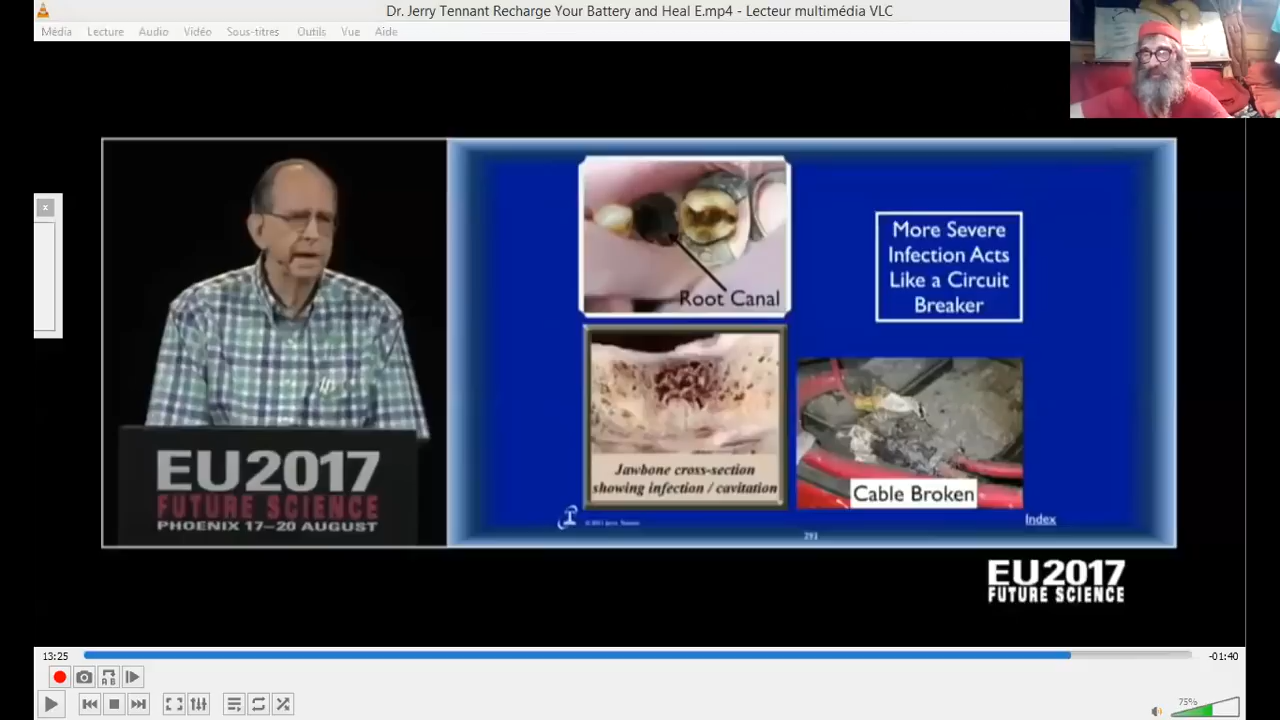 Dr. Jerry Tennant Recharge Your Battery and Heal E.mp4 - Lecteur multimédia VLC
Média Lecture Audio Vidéo Sous-titres Outils Vue Aide
Root Canal
More Severe
Infection Acts
Like a Circuit
Breaker
Jawbone cross-section
showing infection / cavitation
Cable Broken
Index
293
EU2017
FUTURE SCIENCE
PHOENIX 17–20 AUGUST
EU2017
FUTURE SCIENCE
13:25
-01:40
75%